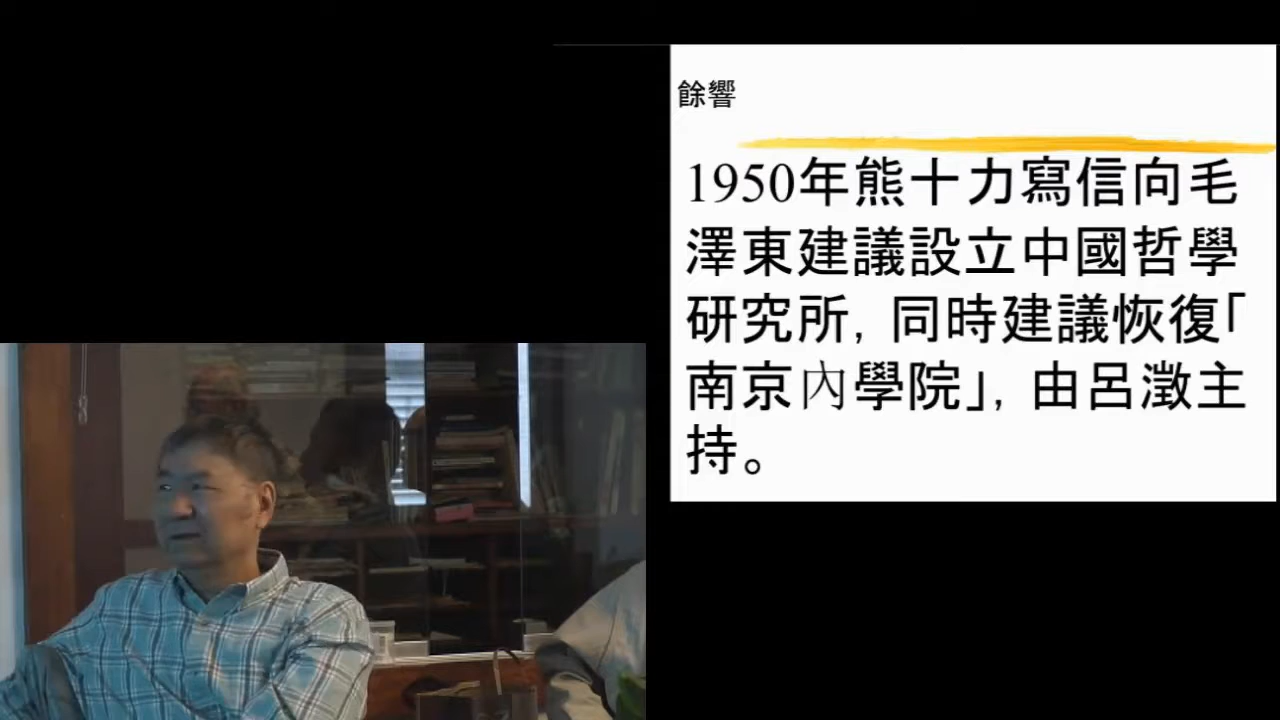 餘響
1950年熊十力寫信向毛
澤東建議設立中國哲學
研究所，同時建議恢復「
南京內學院」，由呂澂主
持。